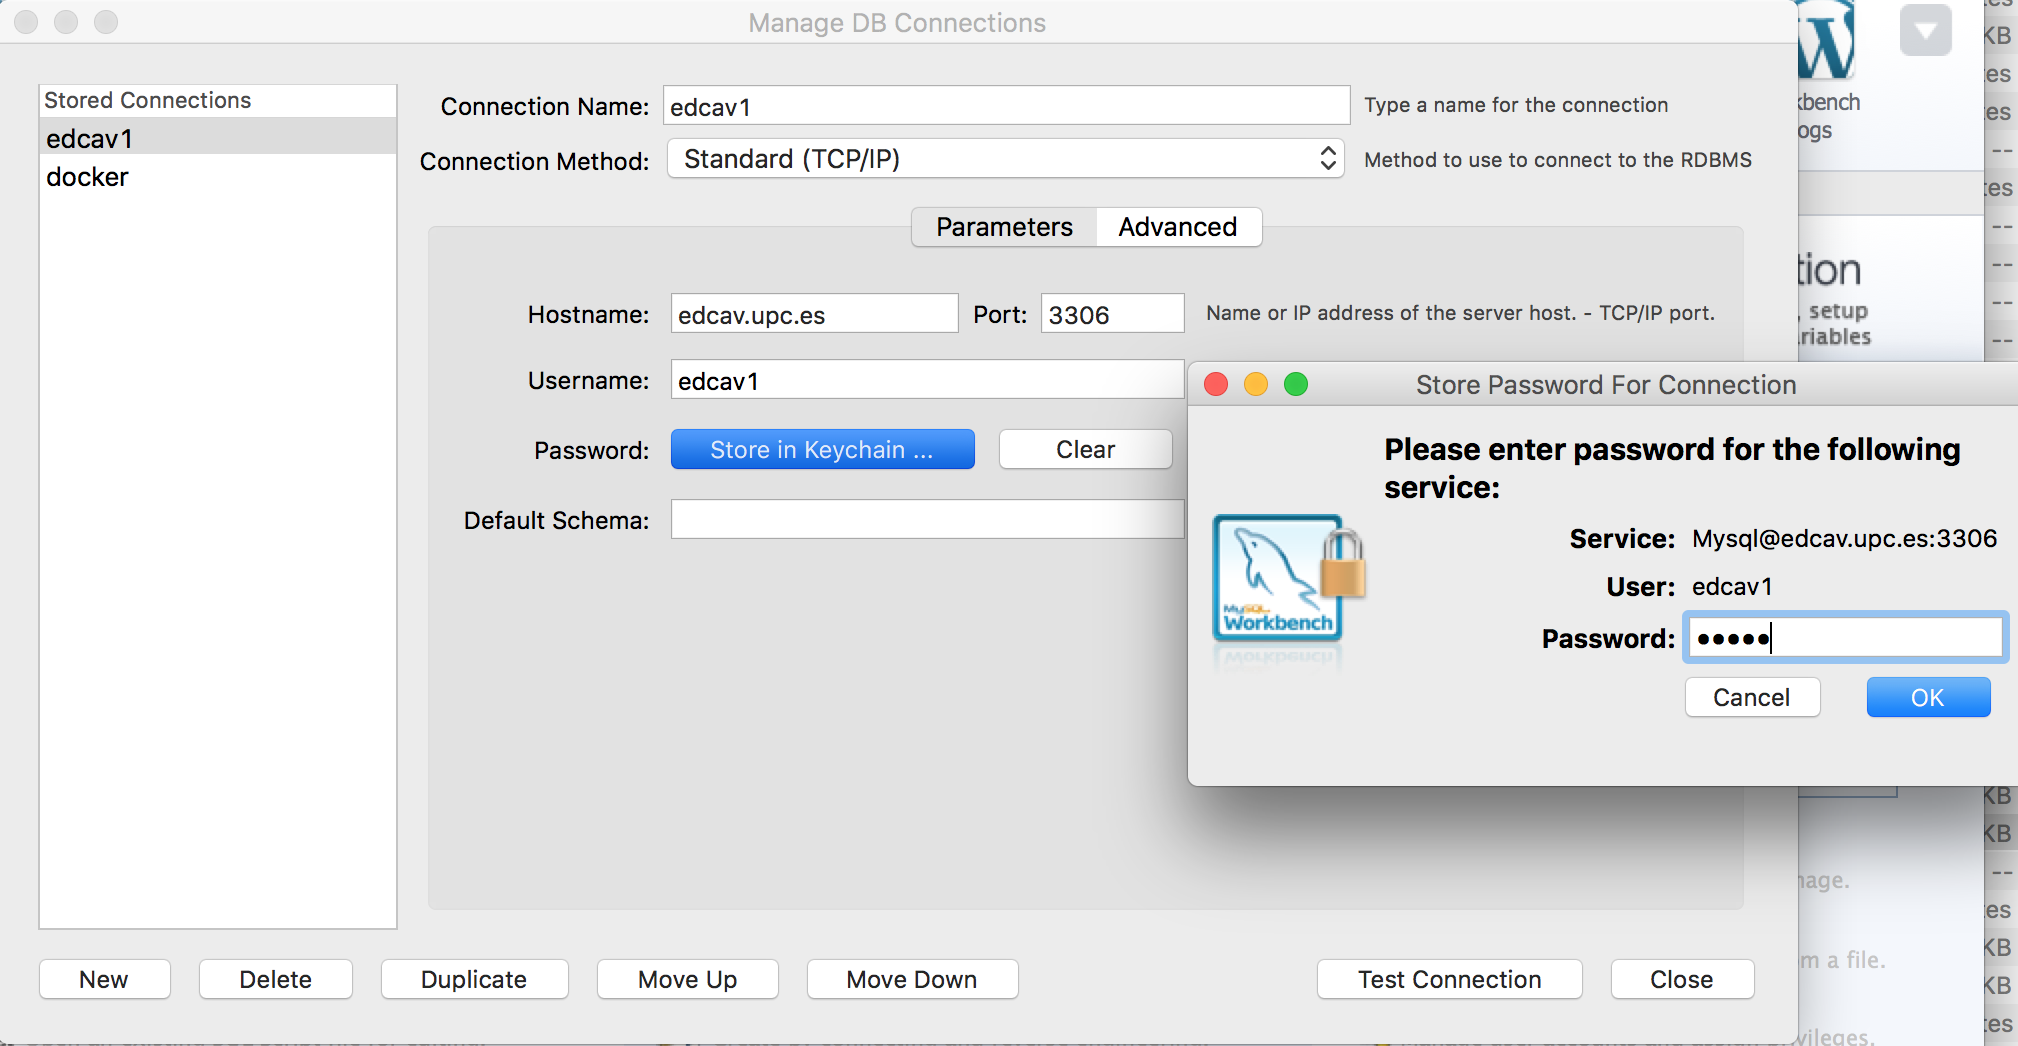 Manage DB Connections
Stored Connections
edcav1
docker
Connection Name: edcav1 Type a name for the connection
Connection Method: Standard (TCP/IP) Method to use to connect to the RDBMS
Parameters Advanced
Hostname: edcav.upc.es Port: 3306 Name or IP address of the server host. - TCP/IP port.
Username: edcav1
Password: Store in Keychain ... Clear
Default Schema:
New Delete Duplicate Move Up Move Down Test Connection Close
Store Password For Connection
Please enter password for the following
service:
Service: Mysql@edcav.upc.es:3306
User: edcav1
Password: •••••
Cancel OK
MySQL
Workbench
W
kbench
ogs
tion
, setup
riables
nage.
m a file.
vileges.
KB
tes
es
--
tes
--
--
--
--
KB
KB
--
tes
KB
KB
tes